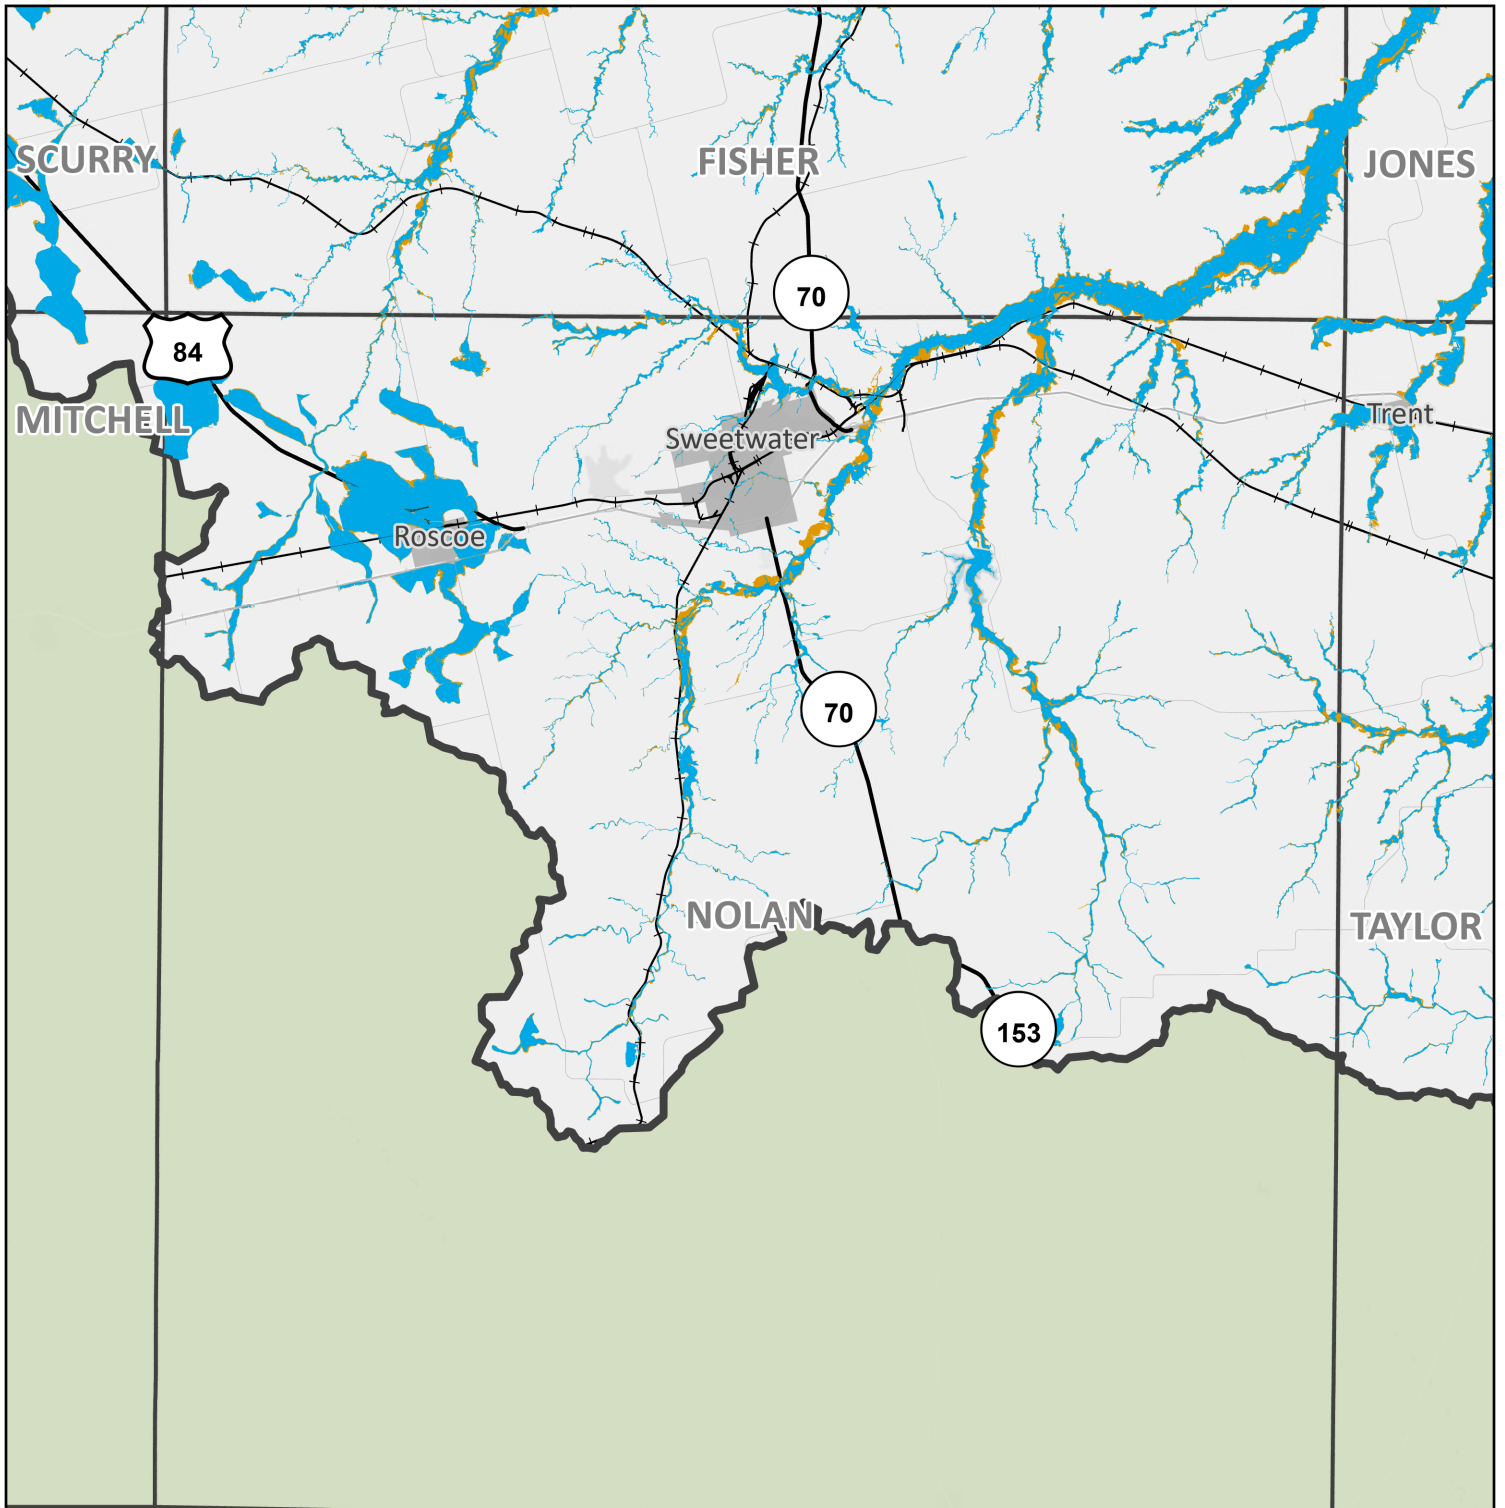 SCURRY
FISHER
JONES
70
84
MITCHELL
Trent
Sweetwater
Roscoe
70
NOLAN
TAYLOR
153